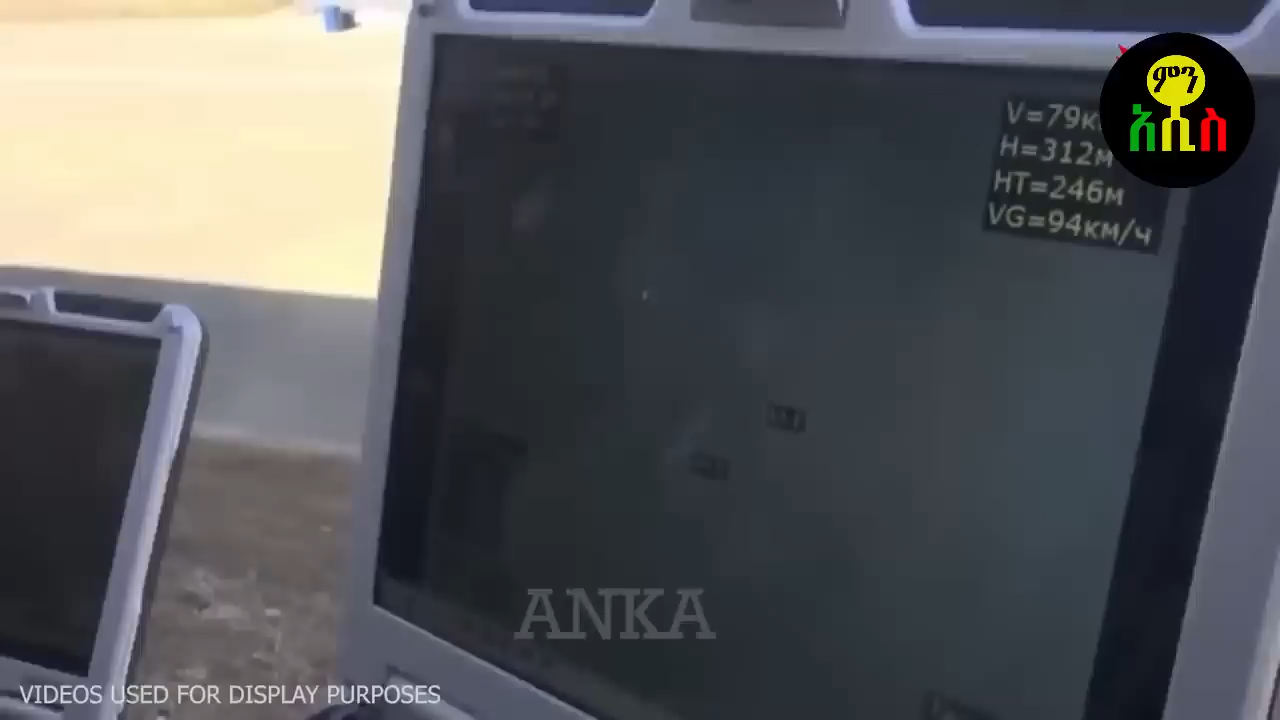 ምን
አቢስ
V=79к
H=312м
HT=246м
VG=94км/ч
ANKA
VIDEOS USED FOR DISPLAY PURPOSES